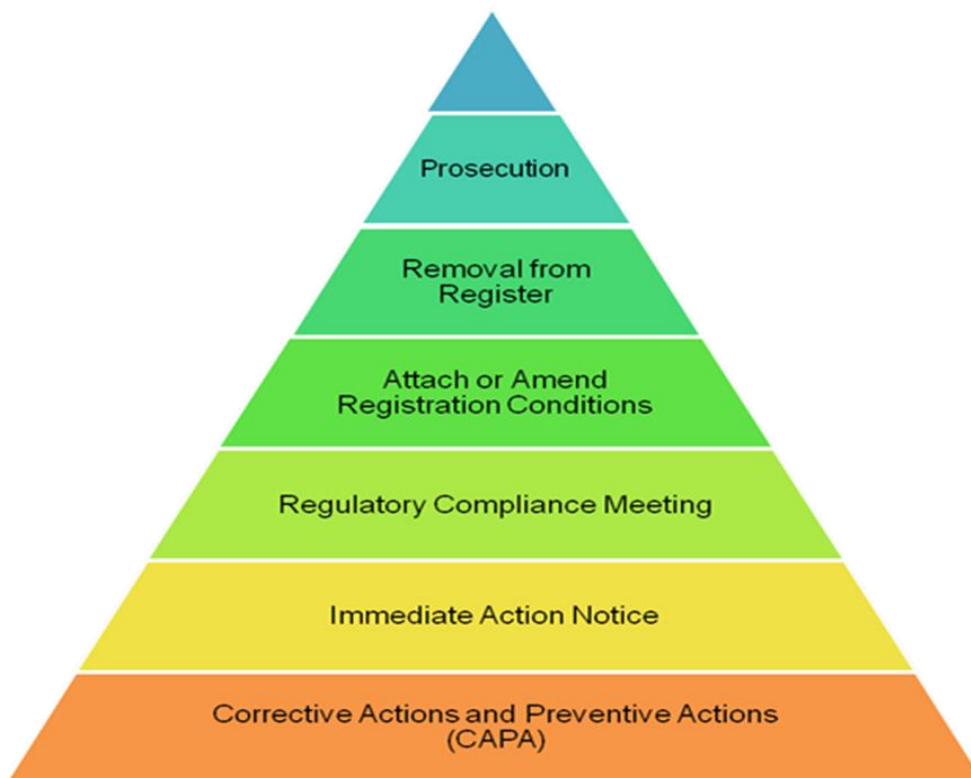 Prosecution
Removal from
Register
Attach or Amend
Registration Conditions
Regulatory Compliance Meeting
Immediate Action Notice
Corrective Actions and Preventive Actions
(CAPA)